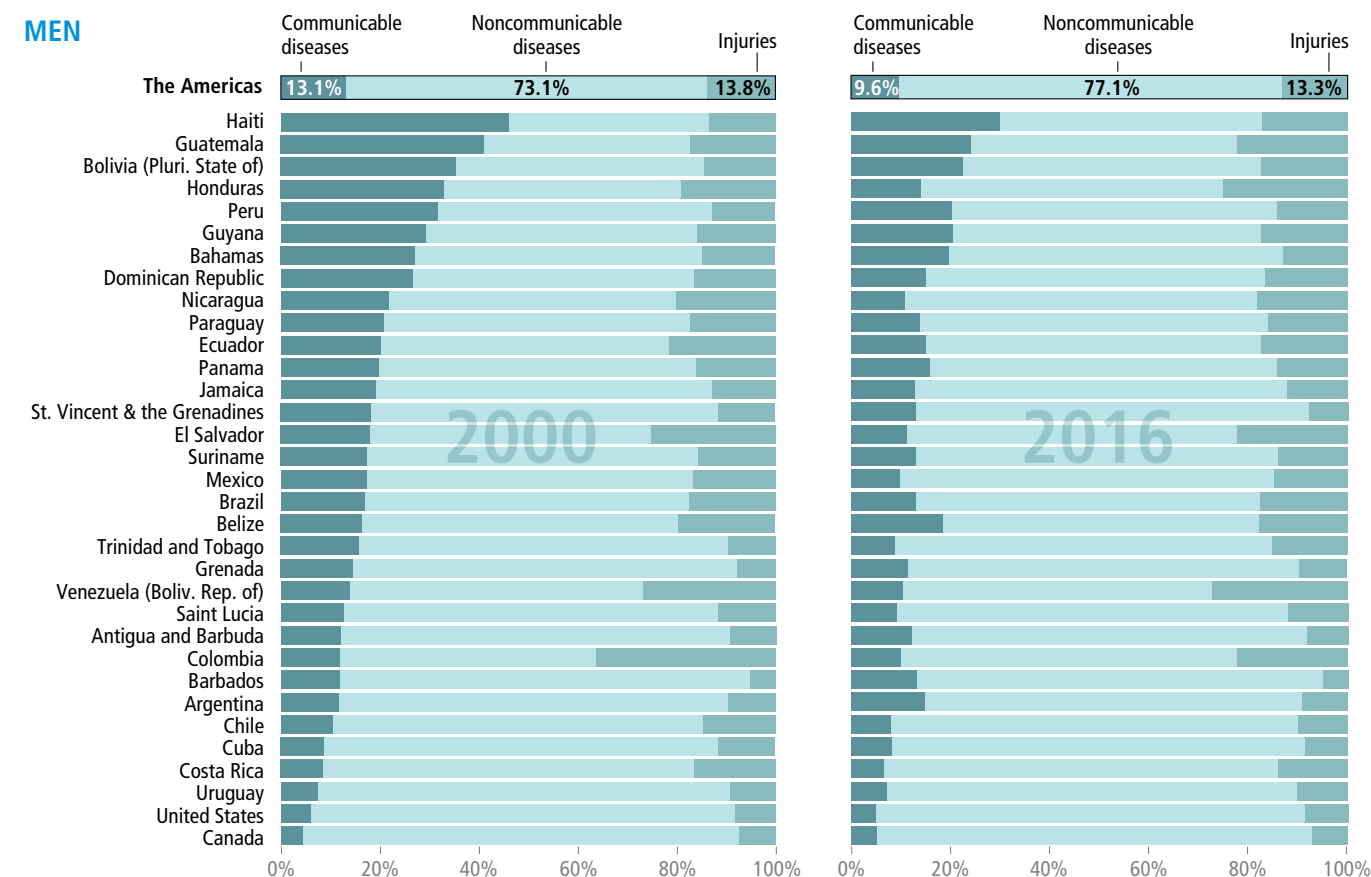 MEN
Communicable
diseases
Noncommunicable
diseases
Injuries
Communicable
diseases
Noncommunicable
diseases
Injuries
The Americas 13.1% 73.1% 13.8% 9.6% 77.1% 13.3%
Haiti
Guatemala
Bolivia (Pluri. State of)
Honduras
Peru
Guyana
Bahamas
Dominican Republic
Nicaragua
Paraguay
Ecuador
Panama
Jamaica
St. Vincent & the Grenadines
El Salvador
Suriname
Mexico
Brazil
Belize
Trinidad and Tobago
Grenada
Venezuela (Boliv. Rep. of)
Saint Lucia
Antigua and Barbuda
Colombia
Barbados
Argentina
Chile
Cuba
Costa Rica
Uruguay
United States
Canada
2000
2016
0% 20% 40% 60% 80% 100%
0% 20% 40% 60% 80% 100%